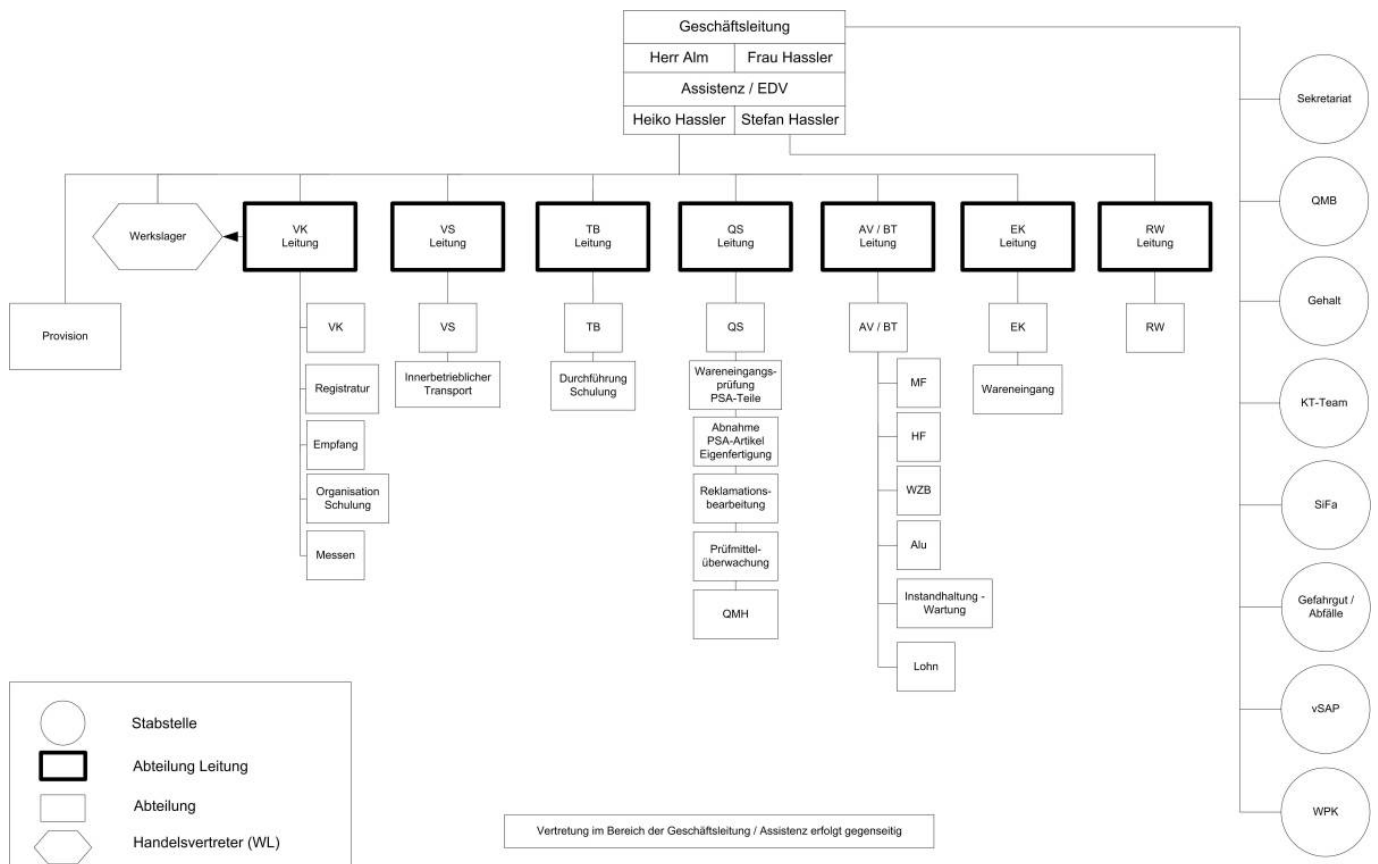 Geschäftsleitung
Herr Alm
Frau Hassler
Assistenz / EDV
Heiko Hassler
Stefan Hassler
Sekretariat
QMB
Gehalt
KT-Team
SiFa
Gefahrgut /
Abfälle
vSAP
WPK
Werkslager
VK
Leitung
VS
Leitung
TB
Leitung
QS
Leitung
AV / BT
Leitung
EK
Leitung
RW
Leitung
Provision
VK
Registratur
Empfang
Organisation
Schulung
Messen
VS
Innerbetrieblicher
Transport
TB
Durchführung
Schulung
QS
Wareneingangs-
prüfung
PSA-Teile
Abnahme
PSA-Artikel
Eigenfertigung
Reklamations-
bearbeitung
Prüfmittel-
überwachung
QMH
AV / BT
MF
HF
WZB
Alu
Instandhaltung -
Wartung
Lohn
EK
Wareneingang
RW
Stabstelle
Abteilung Leitung
Abteilung
Handelsvertreter (WL)
Vertretung im Bereich der Geschäftsleitung / Assistenz erfolgt gegenseitig